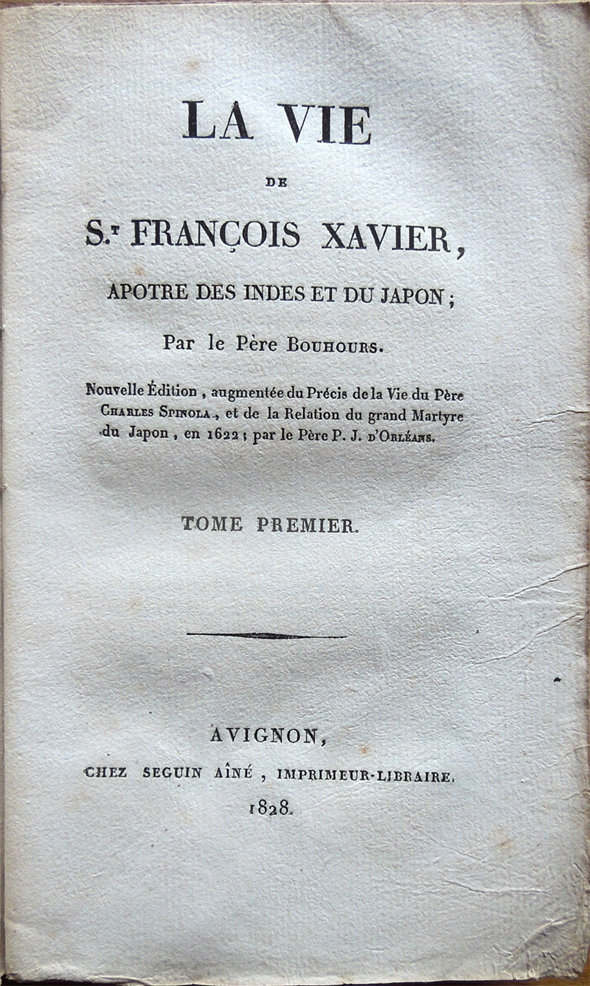 LA VIE
DE
S.ᵗ FRANÇOIS XAVIER,
APOTRE DES INDES ET DU JAPON ;
Par le Père BOUHOURS.
Nouvelle Édition , augmentée du Précis de la Vie du Père
CHARLES SPINOLA , et de la Relation du grand Martyre
du Japon , en 1622 ; par le Père P. J. D'ORLÉANS.
TOME PREMIER.
AVIGNON,
CHEZ SEGUIN AÎNÉ , IMPRIMEUR-LIBRAIRE,
1828.